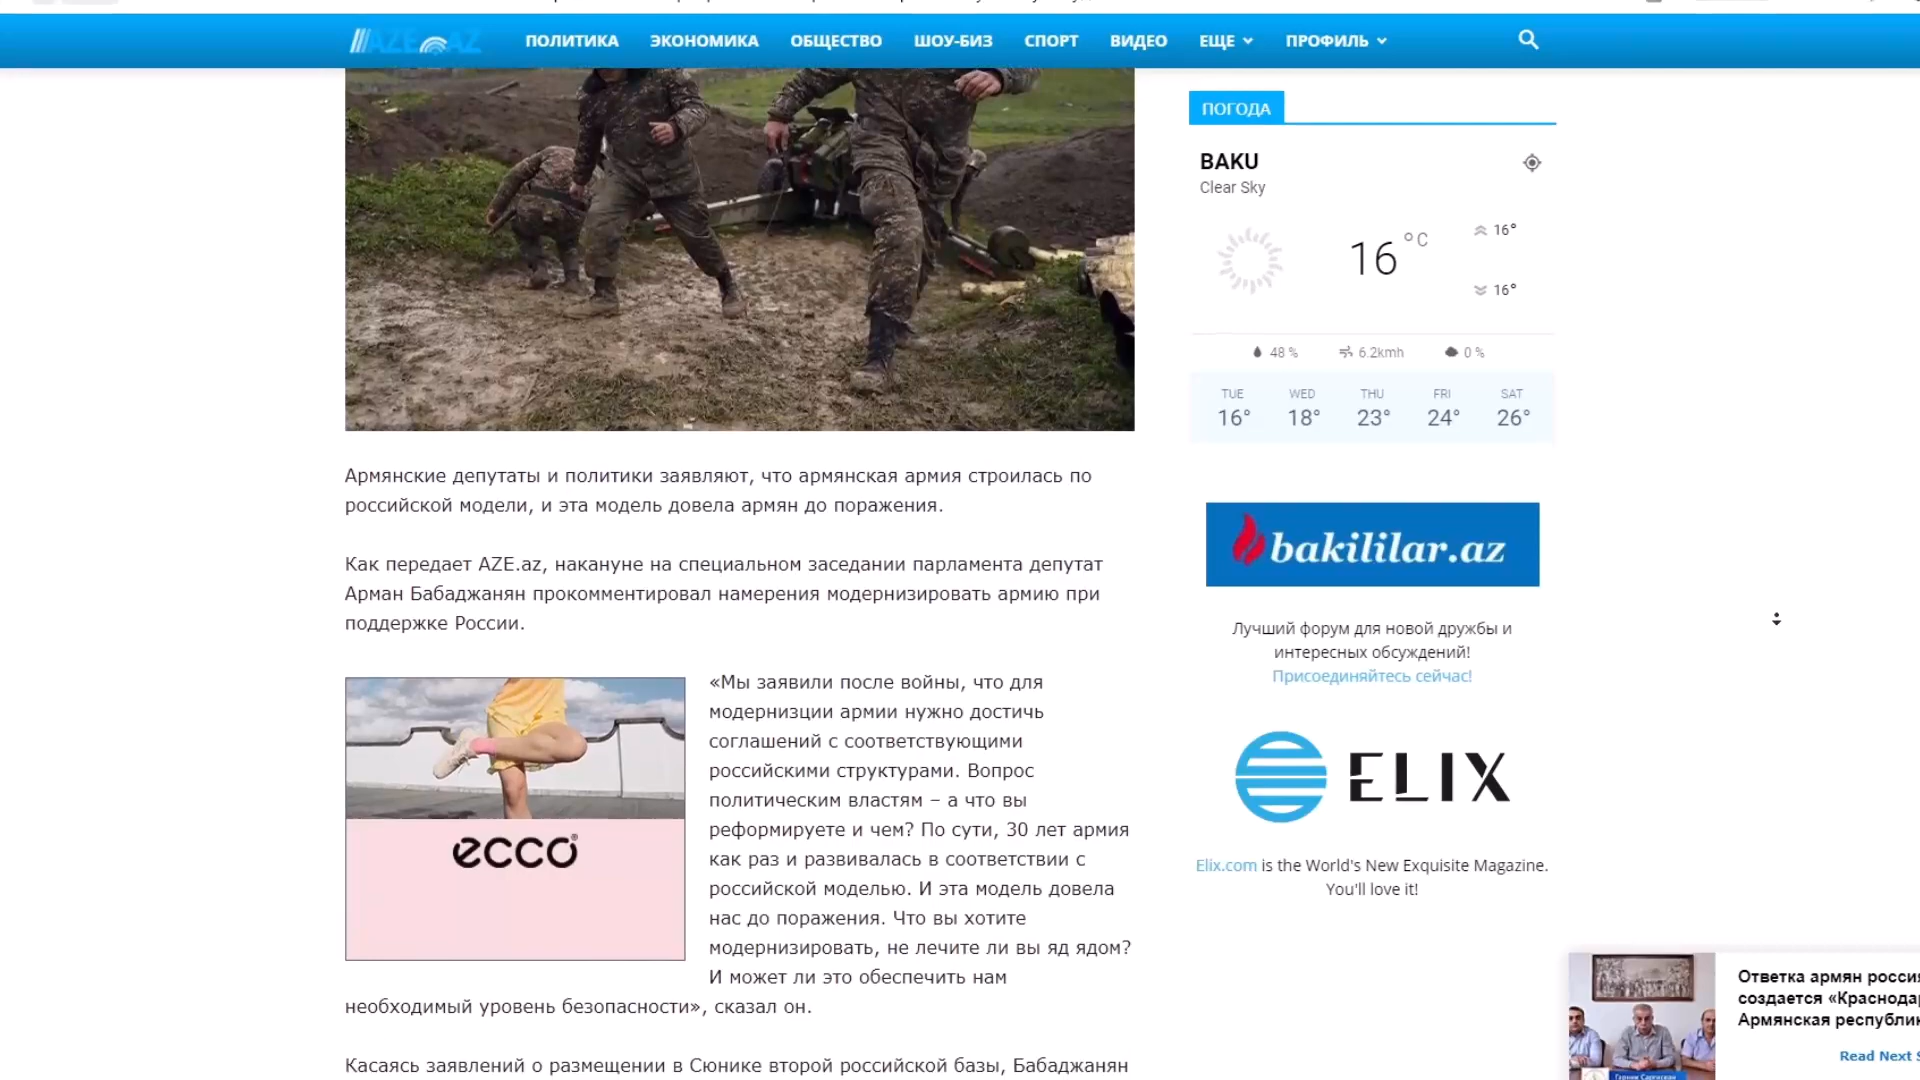 AZE.AZ
ПОЛИТИКА ЭКОНОМИКА ОБЩЕСТВО ШОУ-БИЗ СПОРТ ВИДЕО ЕЩЕ ПРОФИЛЬ
Армянские депутаты и политики заявляют, что армянская армия строилась по
российской модели, и эта модель довела армян до поражения.
Как передает AZE.az, накануне на специальном заседании парламента депутат
Арман Бабаджанян прокомментировал намерения модернизировать армию при
поддержке России.
ecco
«Мы заявили после войны, что для
модернизции армии нужно достичь
соглашений с соответствующими
российскими структурами. Вопрос
политическим властям – а что вы
реформируете и чем? По сути, 30 лет армия
как раз и развивалась в соответствии с
российской моделью. И эта модель довела
нас до поражения. Что вы хотите
модернизировать, не лечите ли вы яд ядом?
И может ли это обеспечить нам
необходимый уровень безопасности», сказал он.
Касаясь заявлений о размещении в Сюнике второй российской базы, Бабаджанян
ПОГОДА
BAKU
Clear Sky
16 °C
16°
16°
48 % 6.2kmh 0 %
TUE WED THU FRI SAT
16° 18° 23° 24° 26°
bakililar.az
Лучший форум для новой дружбы и
интересных обсуждений!
Присоединяйтесь сейчас!
ELIX
Elix.com is the World's New Exquisite Magazine.
You'll love it!
Ответка армян
создается
Армянская
Read Next